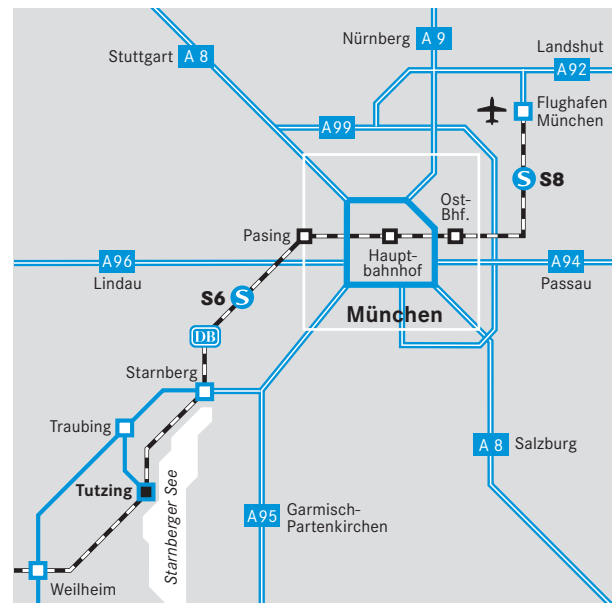 Nürnberg A 9
Stuttgart A 8
Landshut
A92
Flughafen
München
A99
S S8
Ost-
Bhf.
Pasing
Haupt-
bahnhof
A96
Lindau
A94
Passau
S6 S
München
DB
Starnberg
Traubing
A 8 Salzburg
Tutzing
Starnberger See
A95
Garmisch-
Partenkirchen
Weilheim